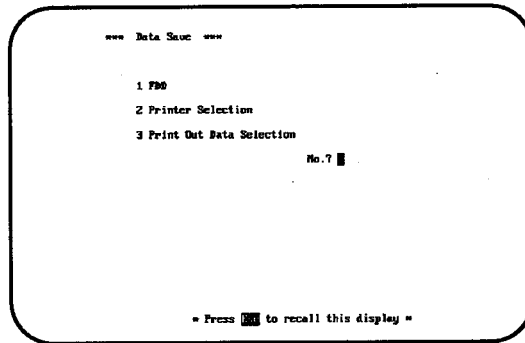 *** Data Save ***
1 FDD
2 Printer Selection
3 Print Out Data Selection
No.?
* Press to recall this display *